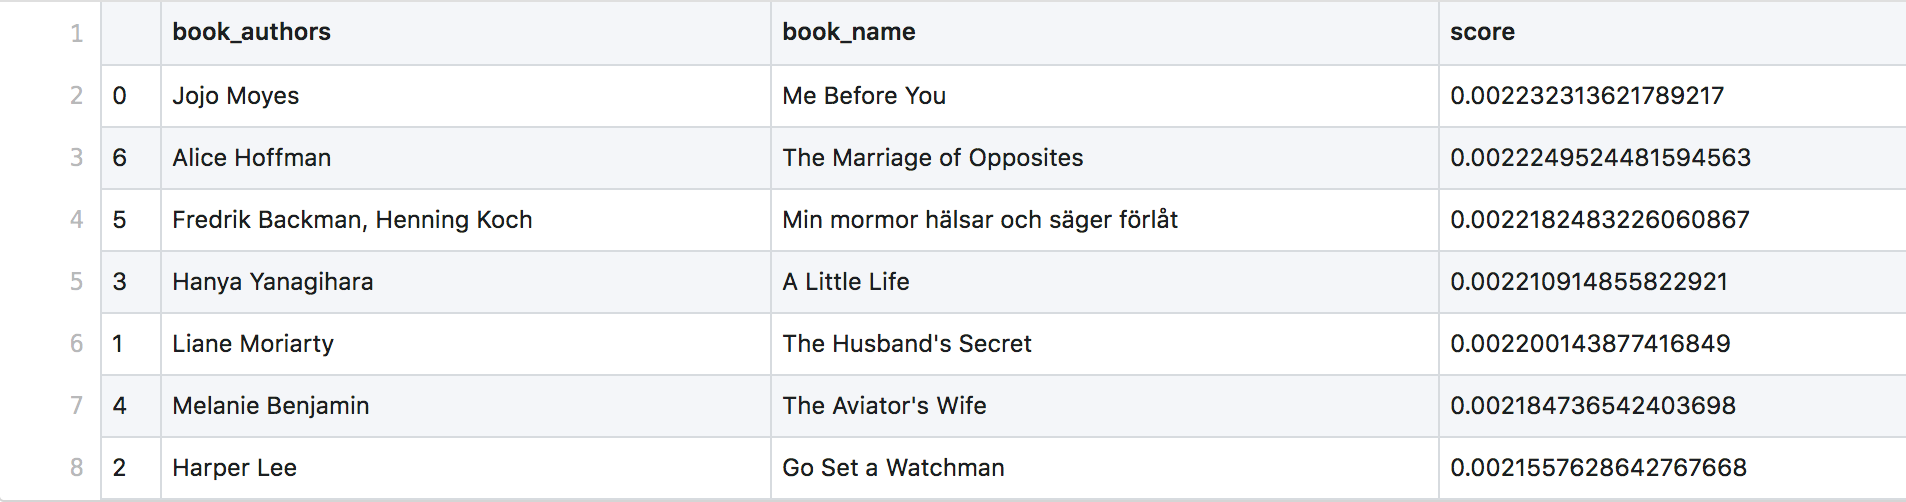 1 book_authors book_name score
2 0 Jojo Moyes Me Before You 0.002232313621789217
3 6 Alice Hoffman The Marriage of Opposites 0.0022249524481594563
4 5 Fredrik Backman, Henning Koch Min mormor hälsar och säger förlåt 0.0022182483226060867
5 3 Hanya Yanagihara A Little Life 0.002210914855822921
6 1 Liane Moriarty The Husband's Secret 0.002200143877416849
7 4 Melanie Benjamin The Aviator's Wife 0.002184736542403698
8 2 Harper Lee Go Set a Watchman 0.0021557628642767668